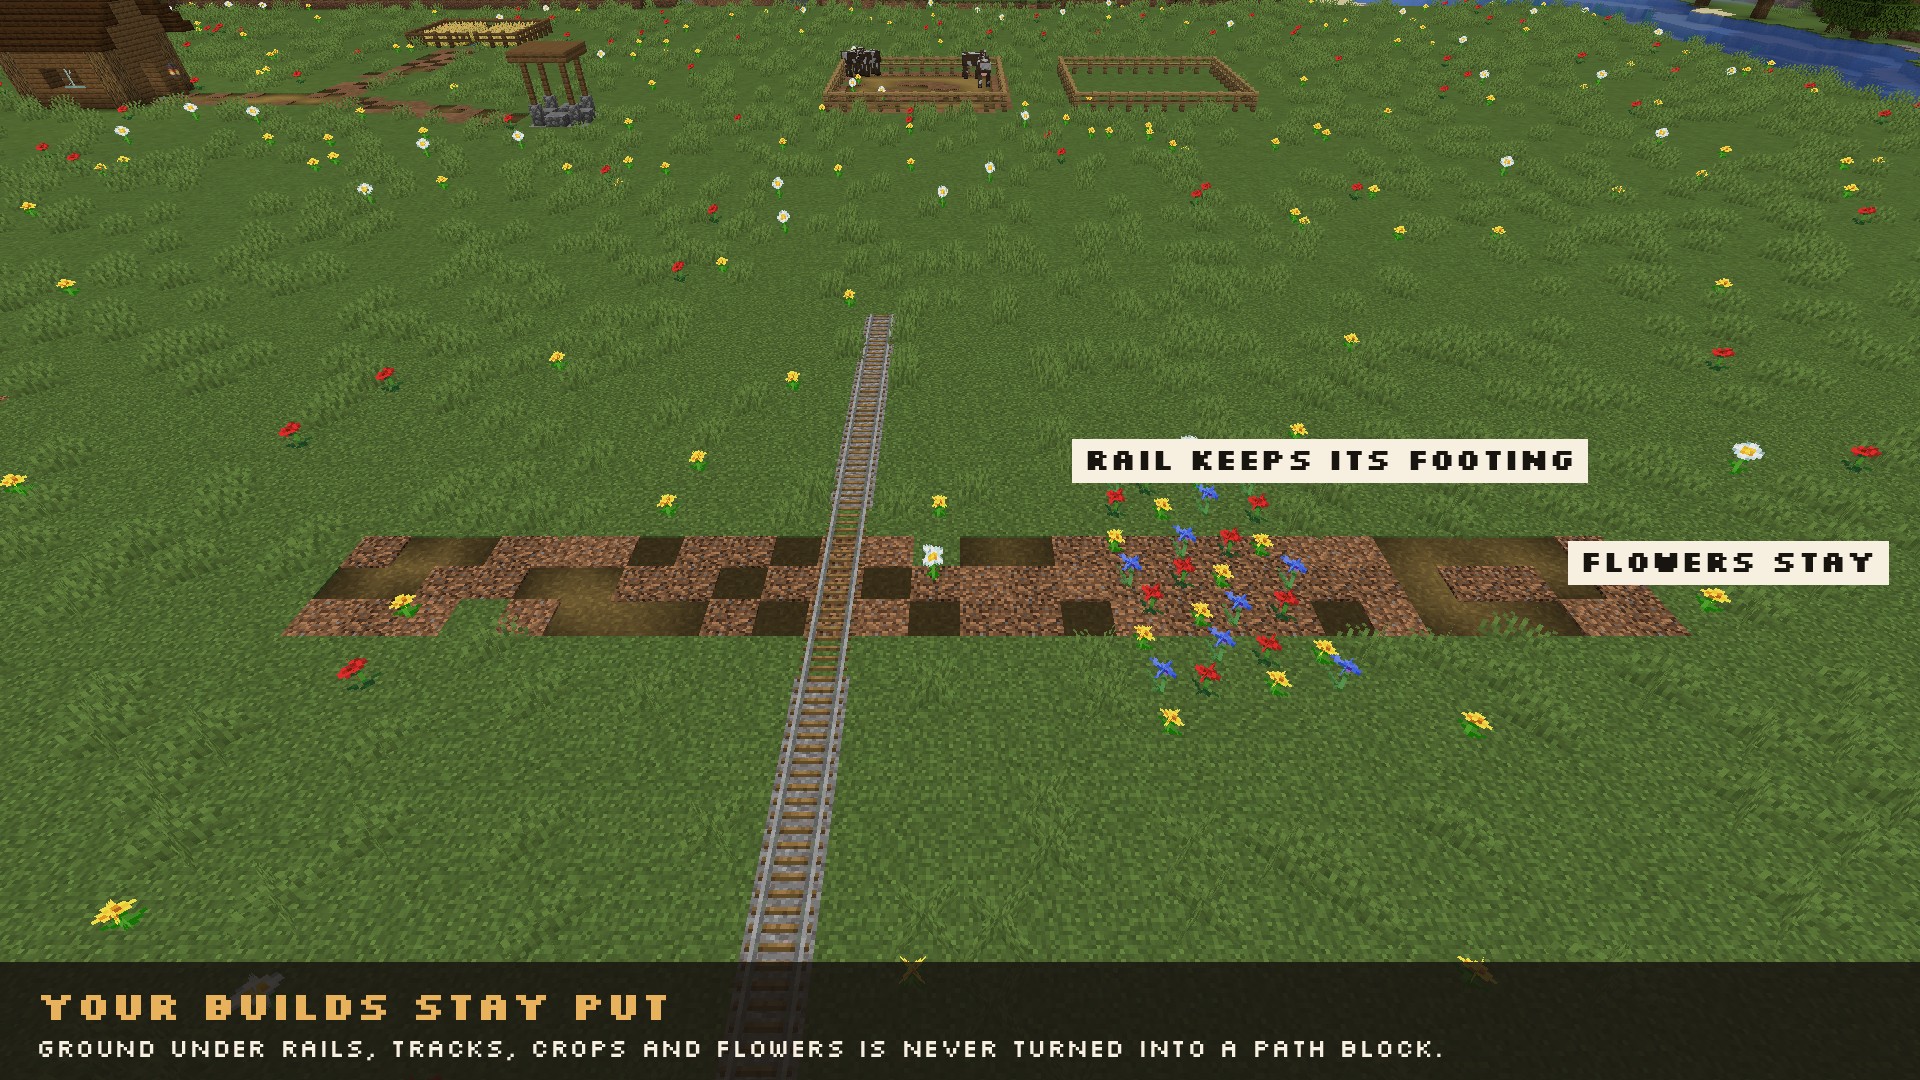 RAIL KEEPS ITS FOOTING
FLOWERS STAY
YOUR BUILDS STAY PUT
GROUND UNDER RAILS, TRACKS, CROPS AND FLOWERS IS NEVER TURNED INTO A PATH BLOCK.